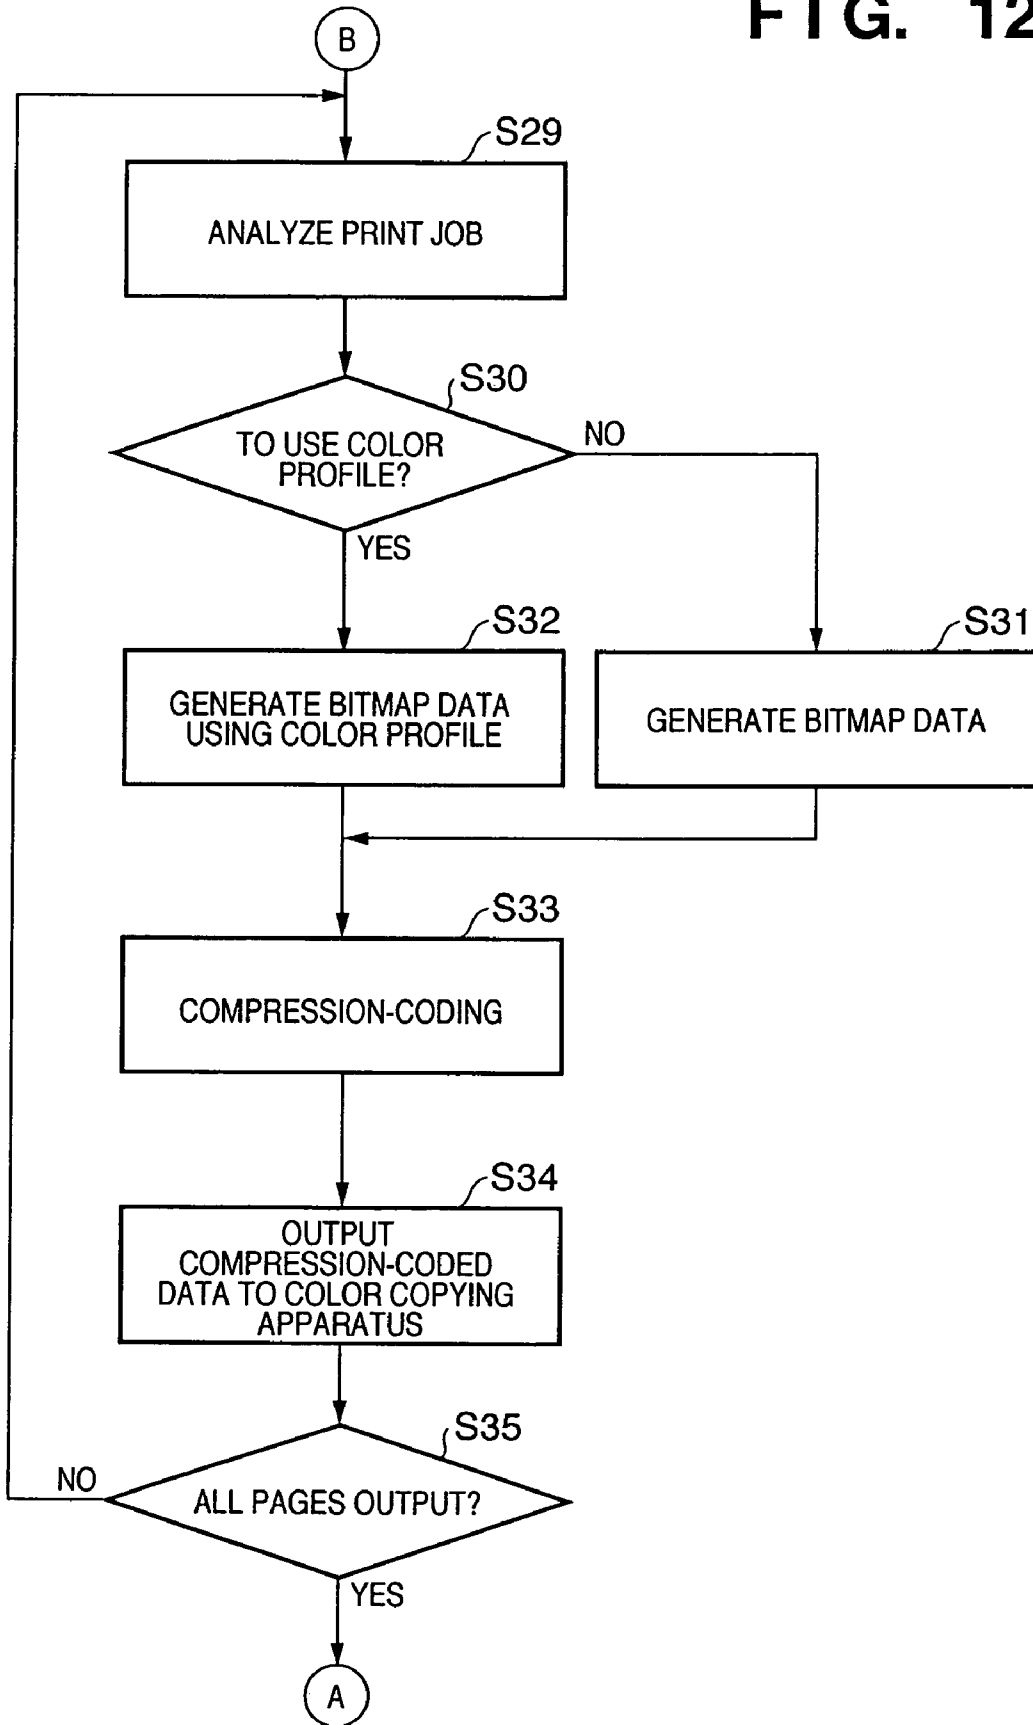 FIG. 12
B
S29
ANALYZE PRINT JOB
S30
TO USE COLOR
PROFILE?
NO
YES
S32
GENERATE BITMAP DATA
USING COLOR PROFILE
S31
GENERATE BITMAP DATA
S33
COMPRESSION-CODING
S34
OUTPUT
COMPRESSION-CODED
DATA TO COLOR COPYING
APPARATUS
S35
NO
ALL PAGES OUTPUT?
YES
A